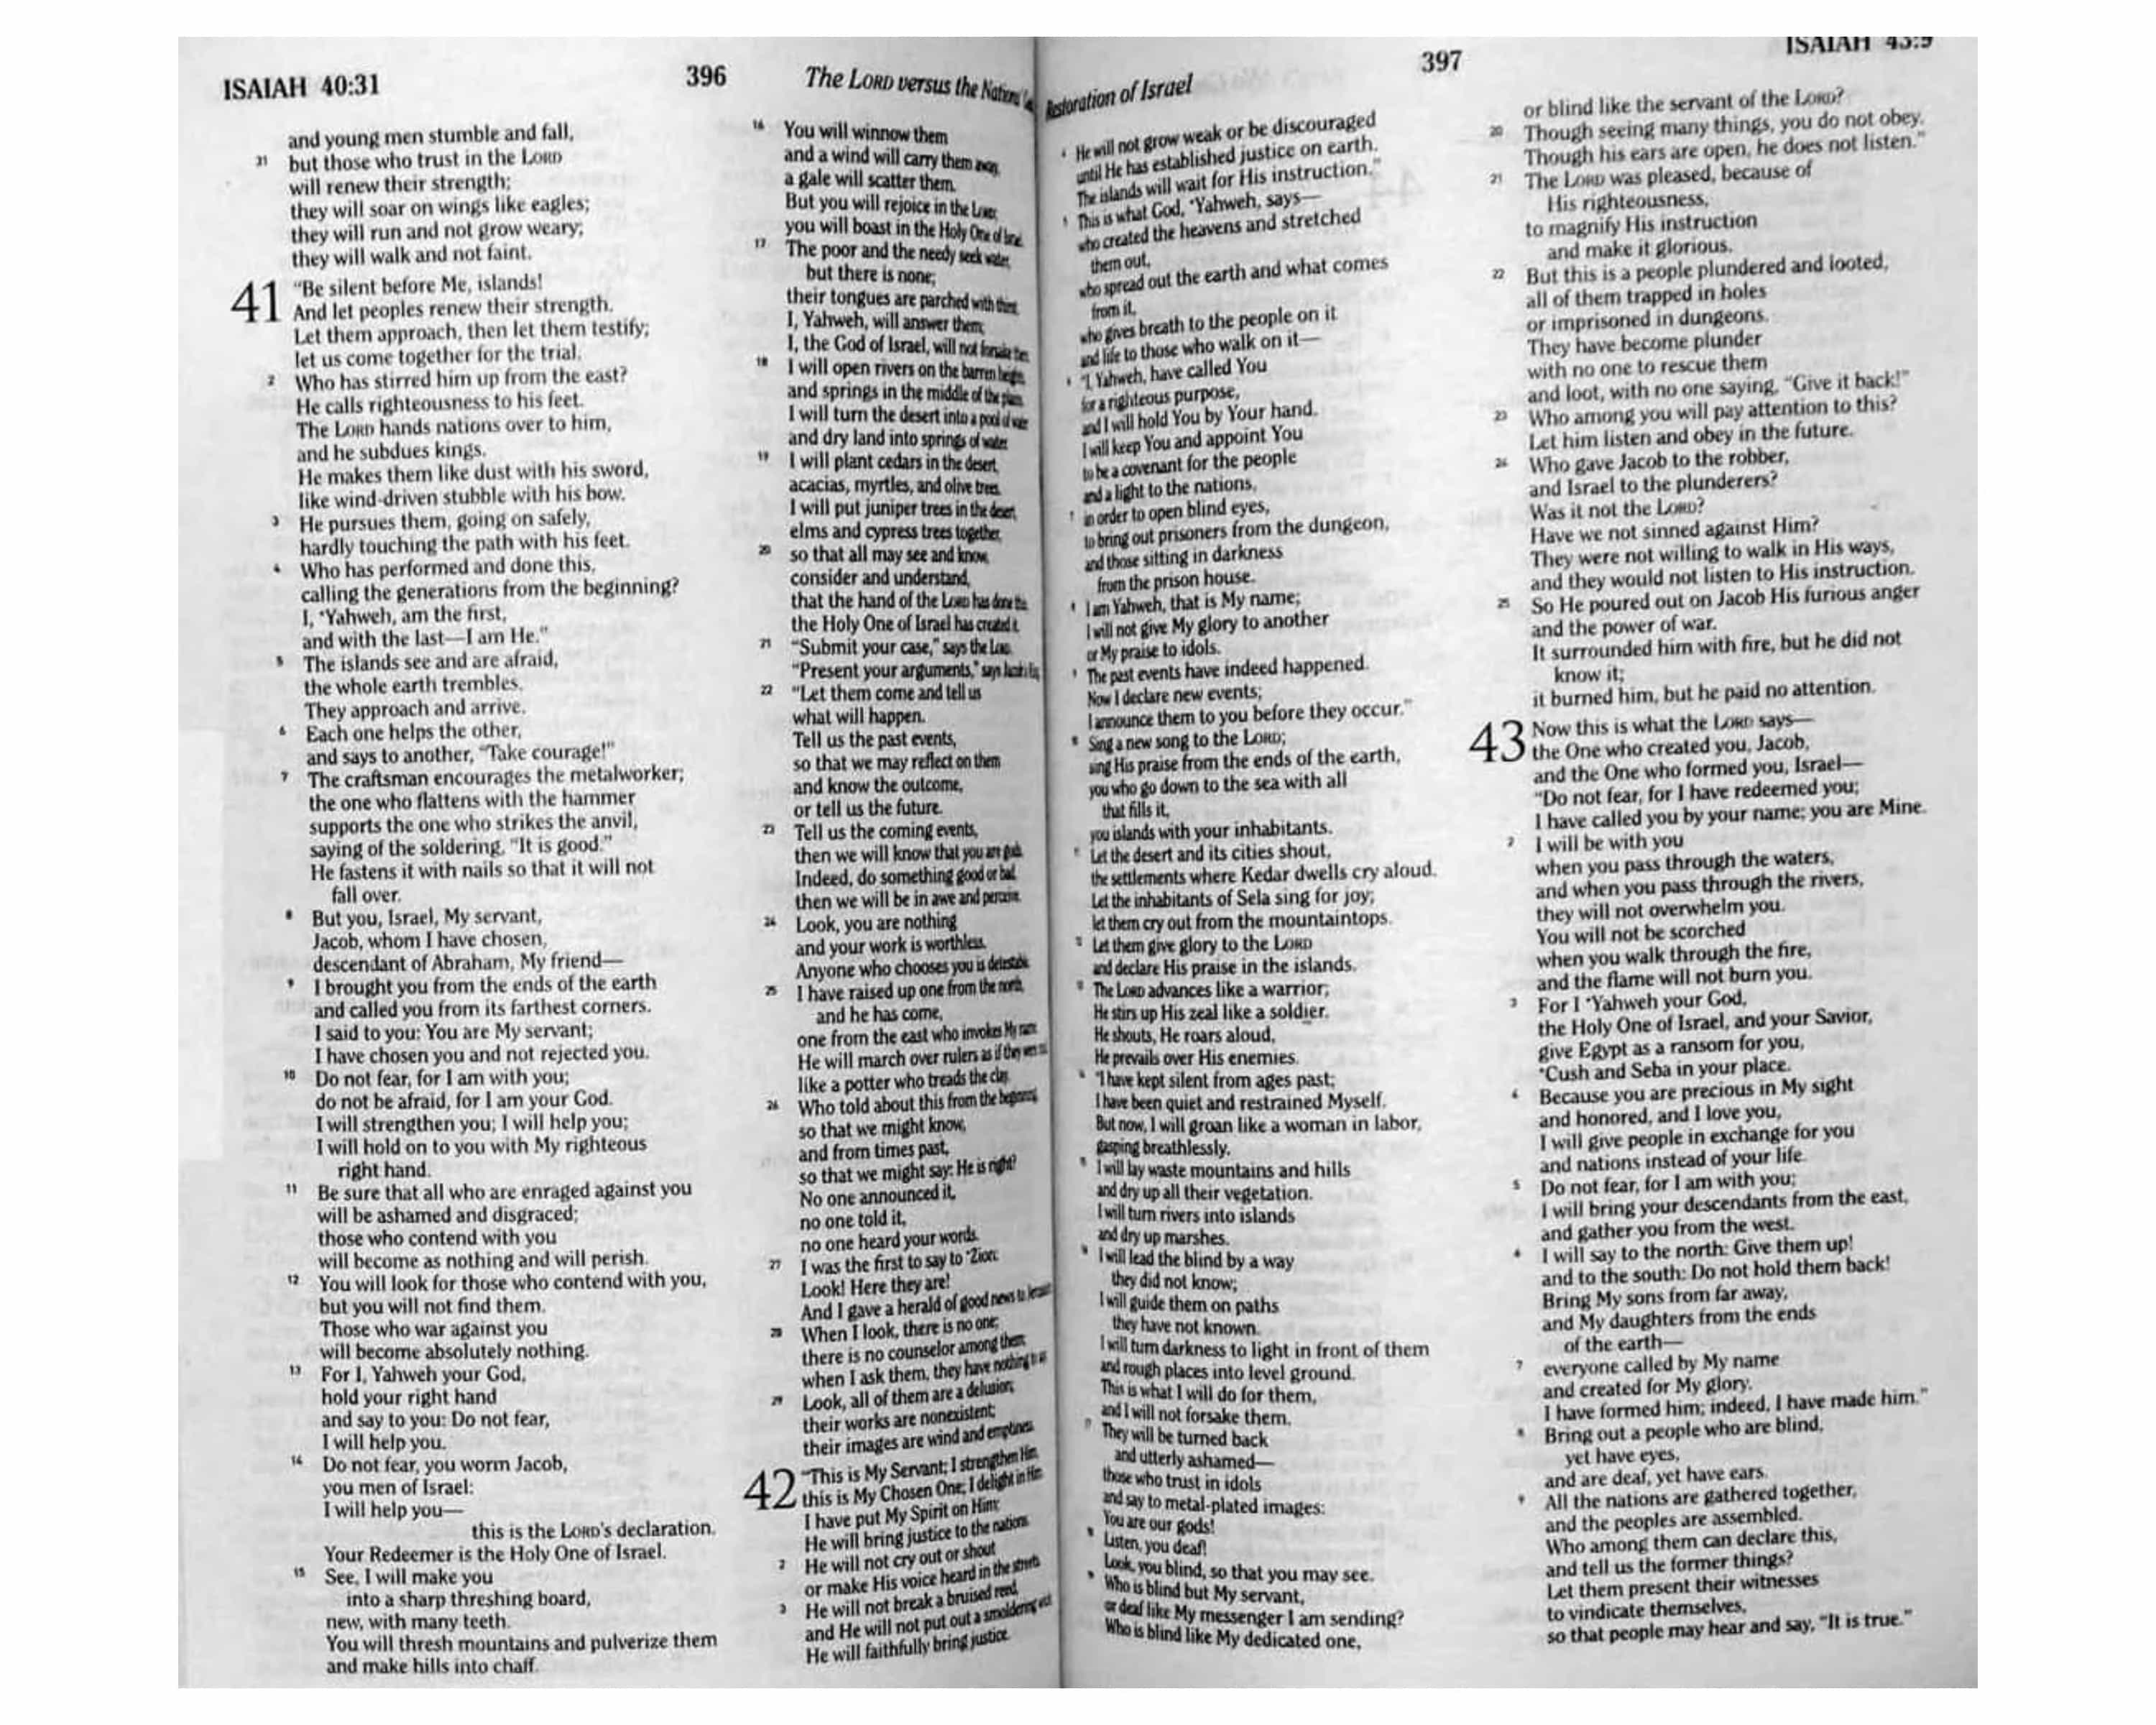 ISAIAH 40:31
396
The LORD versus the Nations'
and young men stumble and fall,
31 but those who trust in the LORD
will renew their strength;
they will soar on wings like eagles;
they will run and not grow weary;
they will walk and not faint.
41 "Be silent before Me, islands!
And let peoples renew their strength.
Let them approach, then let them testify;
let us come together for the trial.
2 Who has stirred him up from the east?
He calls righteousness to his feet.
The LORD hands nations over to him,
and he subdues kings.
He makes them like dust with his sword,
like wind-driven stubble with his bow.
3 He pursues them, going on safely,
hardly touching the path with his feet.
4 Who has performed and done this,
calling the generations from the beginning?
I, •Yahweh, am the first,
and with the last—I am He."
5 The islands see and are afraid,
the whole earth trembles.
They approach and arrive.
6 Each one helps the other,
and says to another, "Take courage!"
7 The craftsman encourages the metalworker;
the one who flattens with the hammer
supports the one who strikes the anvil,
saying of the soldering, "It is good."
He fastens it with nails so that it will not
fall over.
8 But you, Israel, My servant,
Jacob, whom I have chosen,
descendant of Abraham, My friend—
9 I brought you from the ends of the earth
and called you from its farthest corners.
I said to you: You are My servant;
I have chosen you and not rejected you.
10 Do not fear, for I am with you;
do not be afraid, for I am your God.
I will strengthen you; I will help you;
I will hold on to you with My righteous
right hand.
11 Be sure that all who are enraged against you
will be ashamed and disgraced;
those who contend with you
will become as nothing and will perish.
12 You will look for those who contend with you,
but you will not find them.
Those who war against you
will become absolutely nothing.
13 For I, Yahweh your God,
hold your right hand
and say to you: Do not fear,
I will help you.
14 Do not fear, you worm Jacob,
you men of Israel:
I will help you—
this is the LORD's declaration.
Your Redeemer is the Holy One of Israel.
15 See, I will make you
into a sharp threshing board,
new, with many teeth.
You will thresh mountains and pulverize them
and make hills into chaff.
16 You will winnow them
and a wind will carry them away,
a gale will scatter them.
But you will rejoice in the LORD;
you will boast in the Holy One of Israel.
17 The poor and the needy seek water,
but there is none;
their tongues are parched with thirst.
I, Yahweh, will answer them;
I, the God of Israel, will not forsake them.
18 I will open rivers on the barren heights,
and springs in the middle of the plains.
I will turn the desert into a pool of water
and dry land into springs of water.
19 I will plant cedars in the desert,
acacias, myrtles, and olive trees.
I will put juniper trees in the desert,
elms and cypress trees together,
20 so that all may see and know,
consider and understand,
that the hand of the LORD has done this,
the Holy One of Israel has created it.
21 "Submit your case," says the LORD.
"Present your arguments," says Jacob's
22 "Let them come and tell us
what will happen.
Tell us the past events,
so that we may reflect on them
and know the outcome,
or tell us the future.
23 Tell us the coming events,
then we will know that you are gods.
Indeed, do something good or bad,
then we will be in awe and perceive.
24 Look, you are nothing
and your work is worthless.
Anyone who chooses you is detestable.
25 I have raised up one from the north,
and he has come,
one from the east who invokes My name.
He will march over rulers as if they were
like a potter who treads the clay.
26 Who told about this from the beginning,
so that we might know,
and from times past,
so that we might say: He is right?
No one announced it,
no one told it,
no one heard your words.
27 I was the first to say to •Zion:
Look! Here they are!
And I gave a herald of good news to
28 When I look, there is no one;
there is no counselor among them;
when I ask them, they have nothing to
29 Look, all of them are a delusion;
their works are nonexistent;
their images are wind and emptiness.
42 "This is My Servant; I strengthen Him,
this is My Chosen One; I delight in Him.
I have put My Spirit on Him;
He will bring justice to the nations.
2 He will not cry out or shout
or make His voice heard in the streets.
3 He will not break a bruised reed,
and He will not put out a smoldering wick;
He will faithfully bring justice.
Restoration of Israel
397
ISAIAH 43:9
4 He will not grow weak or be discouraged
until He has established justice on earth.
The islands will wait for His instruction."
5 This is what God, •Yahweh, says—
who created the heavens and stretched
them out,
who spread out the earth and what comes
from it,
who gives breath to the people on it
and life to those who walk on it—
6 "I, Yahweh, have called You
for a righteous purpose,
and I will hold You by Your hand.
I will keep You and appoint You
to be a covenant for the people
and a light to the nations,
7 in order to open blind eyes,
to bring out prisoners from the dungeon,
and those sitting in darkness
from the prison house.
8 I am Yahweh, that is My name;
I will not give My glory to another
or My praise to idols.
9 The past events have indeed happened.
Now I declare new events;
I announce them to you before they occur."
10 Sing a new song to the LORD;
sing His praise from the ends of the earth,
you who go down to the sea with all
that fills it,
you islands with your inhabitants.
11 Let the desert and its cities shout,
the settlements where Kedar dwells cry aloud.
Let the inhabitants of Sela sing for joy;
let them cry out from the mountaintops.
12 Let them give glory to the LORD
and declare His praise in the islands.
13 The LORD advances like a warrior;
He stirs up His zeal like a soldier.
He shouts, He roars aloud,
He prevails over His enemies.
14 "I have kept silent from ages past;
I have been quiet and restrained Myself.
But now, I will groan like a woman in labor,
gasping breathlessly.
15 I will lay waste mountains and hills
and dry up all their vegetation.
I will turn rivers into islands
and dry up marshes.
16 I will lead the blind by a way
they did not know;
I will guide them on paths
they have not known.
I will turn darkness to light in front of them
and rough places into level ground.
This is what I will do for them,
and I will not forsake them.
17 They will be turned back
and utterly ashamed—
those who trust in idols
and say to metal-plated images:
You are our gods!
18 Listen, you deaf!
Look, you blind, so that you may see.
19 Who is blind but My servant,
or deaf like My messenger I am sending?
Who is blind like My dedicated one,
or blind like the servant of the LORD?
20 Though seeing many things, you do not obey.
Though his ears are open, he does not listen."
21 The LORD was pleased, because of
His righteousness,
to magnify His instruction
and make it glorious.
22 But this is a people plundered and looted,
all of them trapped in holes
or imprisoned in dungeons.
They have become plunder
with no one to rescue them
and loot, with no one saying, "Give it back!"
23 Who among you will pay attention to this?
Let him listen and obey in the future.
24 Who gave Jacob to the robber,
and Israel to the plunderers?
Was it not the LORD?
Have we not sinned against Him?
They were not willing to walk in His ways,
and they would not listen to His instruction.
25 So He poured out on Jacob His furious anger
and the power of war.
It surrounded him with fire, but he did not
know it;
it burned him, but he paid no attention.
43 Now this is what the LORD says—
the One who created you, Jacob,
and the One who formed you, Israel—
"Do not fear, for I have redeemed you;
I have called you by your name; you are Mine.
2 I will be with you
when you pass through the waters,
and when you pass through the rivers,
they will not overwhelm you.
You will not be scorched
when you walk through the fire,
and the flame will not burn you.
3 For I •Yahweh your God,
the Holy One of Israel, and your Savior,
give Egypt as a ransom for you,
•Cush and Seba in your place.
4 Because you are precious in My sight
and honored, and I love you,
I will give people in exchange for you
and nations instead of your life.
5 Do not fear, for I am with you;
I will bring your descendants from the east,
and gather you from the west.
6 I will say to the north: Give them up!
and to the south: Do not hold them back!
Bring My sons from far away,
and My daughters from the ends
of the earth—
7 everyone called by My name
and created for My glory.
I have formed him; indeed, I have made him."
8 Bring out a people who are blind,
yet have eyes,
and are deaf, yet have ears.
9 All the nations are gathered together,
and the peoples are assembled.
Who among them can declare this,
and tell us the former things?
Let them present their witnesses
to vindicate themselves,
so that people may hear and say, "It is true."